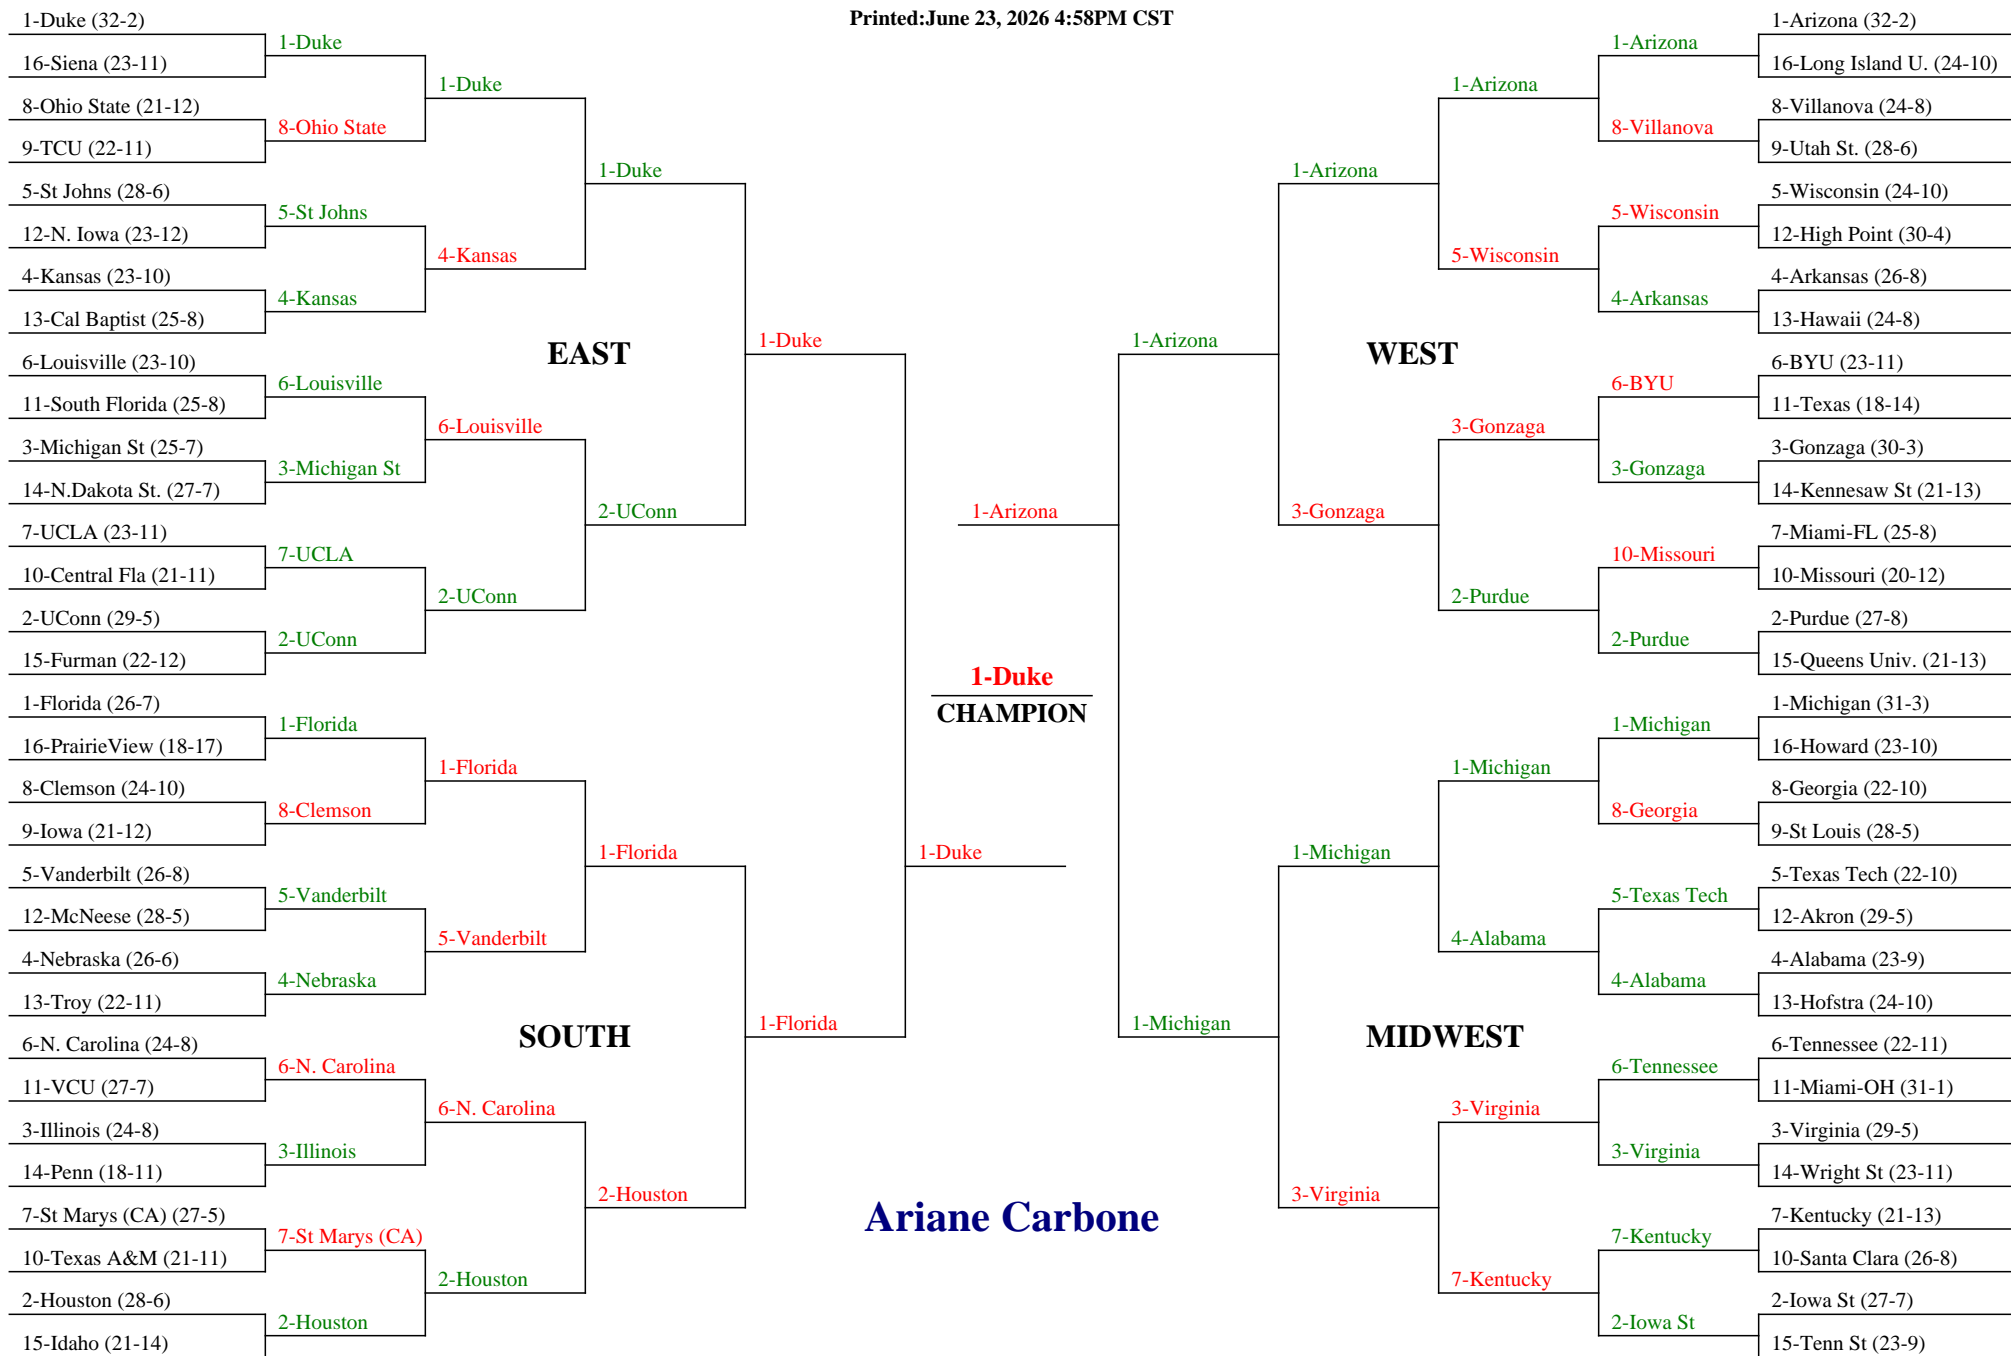 Printed:June 23, 2026 4:58PM CST
1-Duke (32-2)
16-Siena (23-11)
8-Ohio State (21-12)
9-TCU (22-11)
5-St Johns (28-6)
12-N. Iowa (23-12)
4-Kansas (23-10)
13-Cal Baptist (25-8)
6-Louisville (23-10)
11-South Florida (25-8)
3-Michigan St (25-7)
14-N.Dakota St. (27-7)
7-UCLA (23-11)
10-Central Fla (21-11)
2-UConn (29-5)
15-Furman (22-12)
1-Florida (26-7)
16-PrairieView (18-17)
8-Clemson (24-10)
9-Iowa (21-12)
5-Vanderbilt (26-8)
12-McNeese (28-5)
4-Nebraska (26-6)
13-Troy (22-11)
6-N. Carolina (24-8)
11-VCU (27-7)
3-Illinois (24-8)
14-Penn (18-11)
7-St Marys (CA) (27-5)
10-Texas A&M (21-11)
2-Houston (28-6)
15-Idaho (21-14)
1-Duke
8-Ohio State
5-St Johns
4-Kansas
6-Louisville
3-Michigan St
7-UCLA
2-UConn
1-Florida
8-Clemson
5-Vanderbilt
4-Nebraska
6-N. Carolina
3-Illinois
7-St Marys (CA)
2-Houston
1-Duke
4-Kansas
6-Louisville
2-UConn
1-Florida
5-Vanderbilt
6-N. Carolina
2-Houston
EAST
SOUTH
1-Duke
2-UConn
1-Florida
2-Houston
1-Duke
1-Florida
1-Duke
1-Arizona
1-Duke
CHAMPION
Ariane Carbone
1-Arizona
1-Michigan
1-Arizona
3-Gonzaga
1-Michigan
3-Virginia
WEST
MIDWEST
1-Arizona
5-Wisconsin
3-Gonzaga
2-Purdue
1-Michigan
4-Alabama
3-Virginia
7-Kentucky
1-Arizona
8-Villanova
5-Wisconsin
4-Arkansas
6-BYU
3-Gonzaga
10-Missouri
2-Purdue
1-Michigan
8-Georgia
5-Texas Tech
4-Alabama
6-Tennessee
3-Virginia
7-Kentucky
2-Iowa St
1-Arizona (32-2)
16-Long Island U. (24-10)
8-Villanova (24-8)
9-Utah St. (28-6)
5-Wisconsin (24-10)
12-High Point (30-4)
4-Arkansas (26-8)
13-Hawaii (24-8)
6-BYU (23-11)
11-Texas (18-14)
3-Gonzaga (30-3)
14-Kennesaw St (21-13)
7-Miami-FL (25-8)
10-Missouri (20-12)
2-Purdue (27-8)
15-Queens Univ. (21-13)
1-Michigan (31-3)
16-Howard (23-10)
8-Georgia (22-10)
9-St Louis (28-5)
5-Texas Tech (22-10)
12-Akron (29-5)
4-Alabama (23-9)
13-Hofstra (24-10)
6-Tennessee (22-11)
11-Miami-OH (31-1)
3-Virginia (29-5)
14-Wright St (23-11)
7-Kentucky (21-13)
10-Santa Clara (26-8)
2-Iowa St (27-7)
15-Tenn St (23-9)